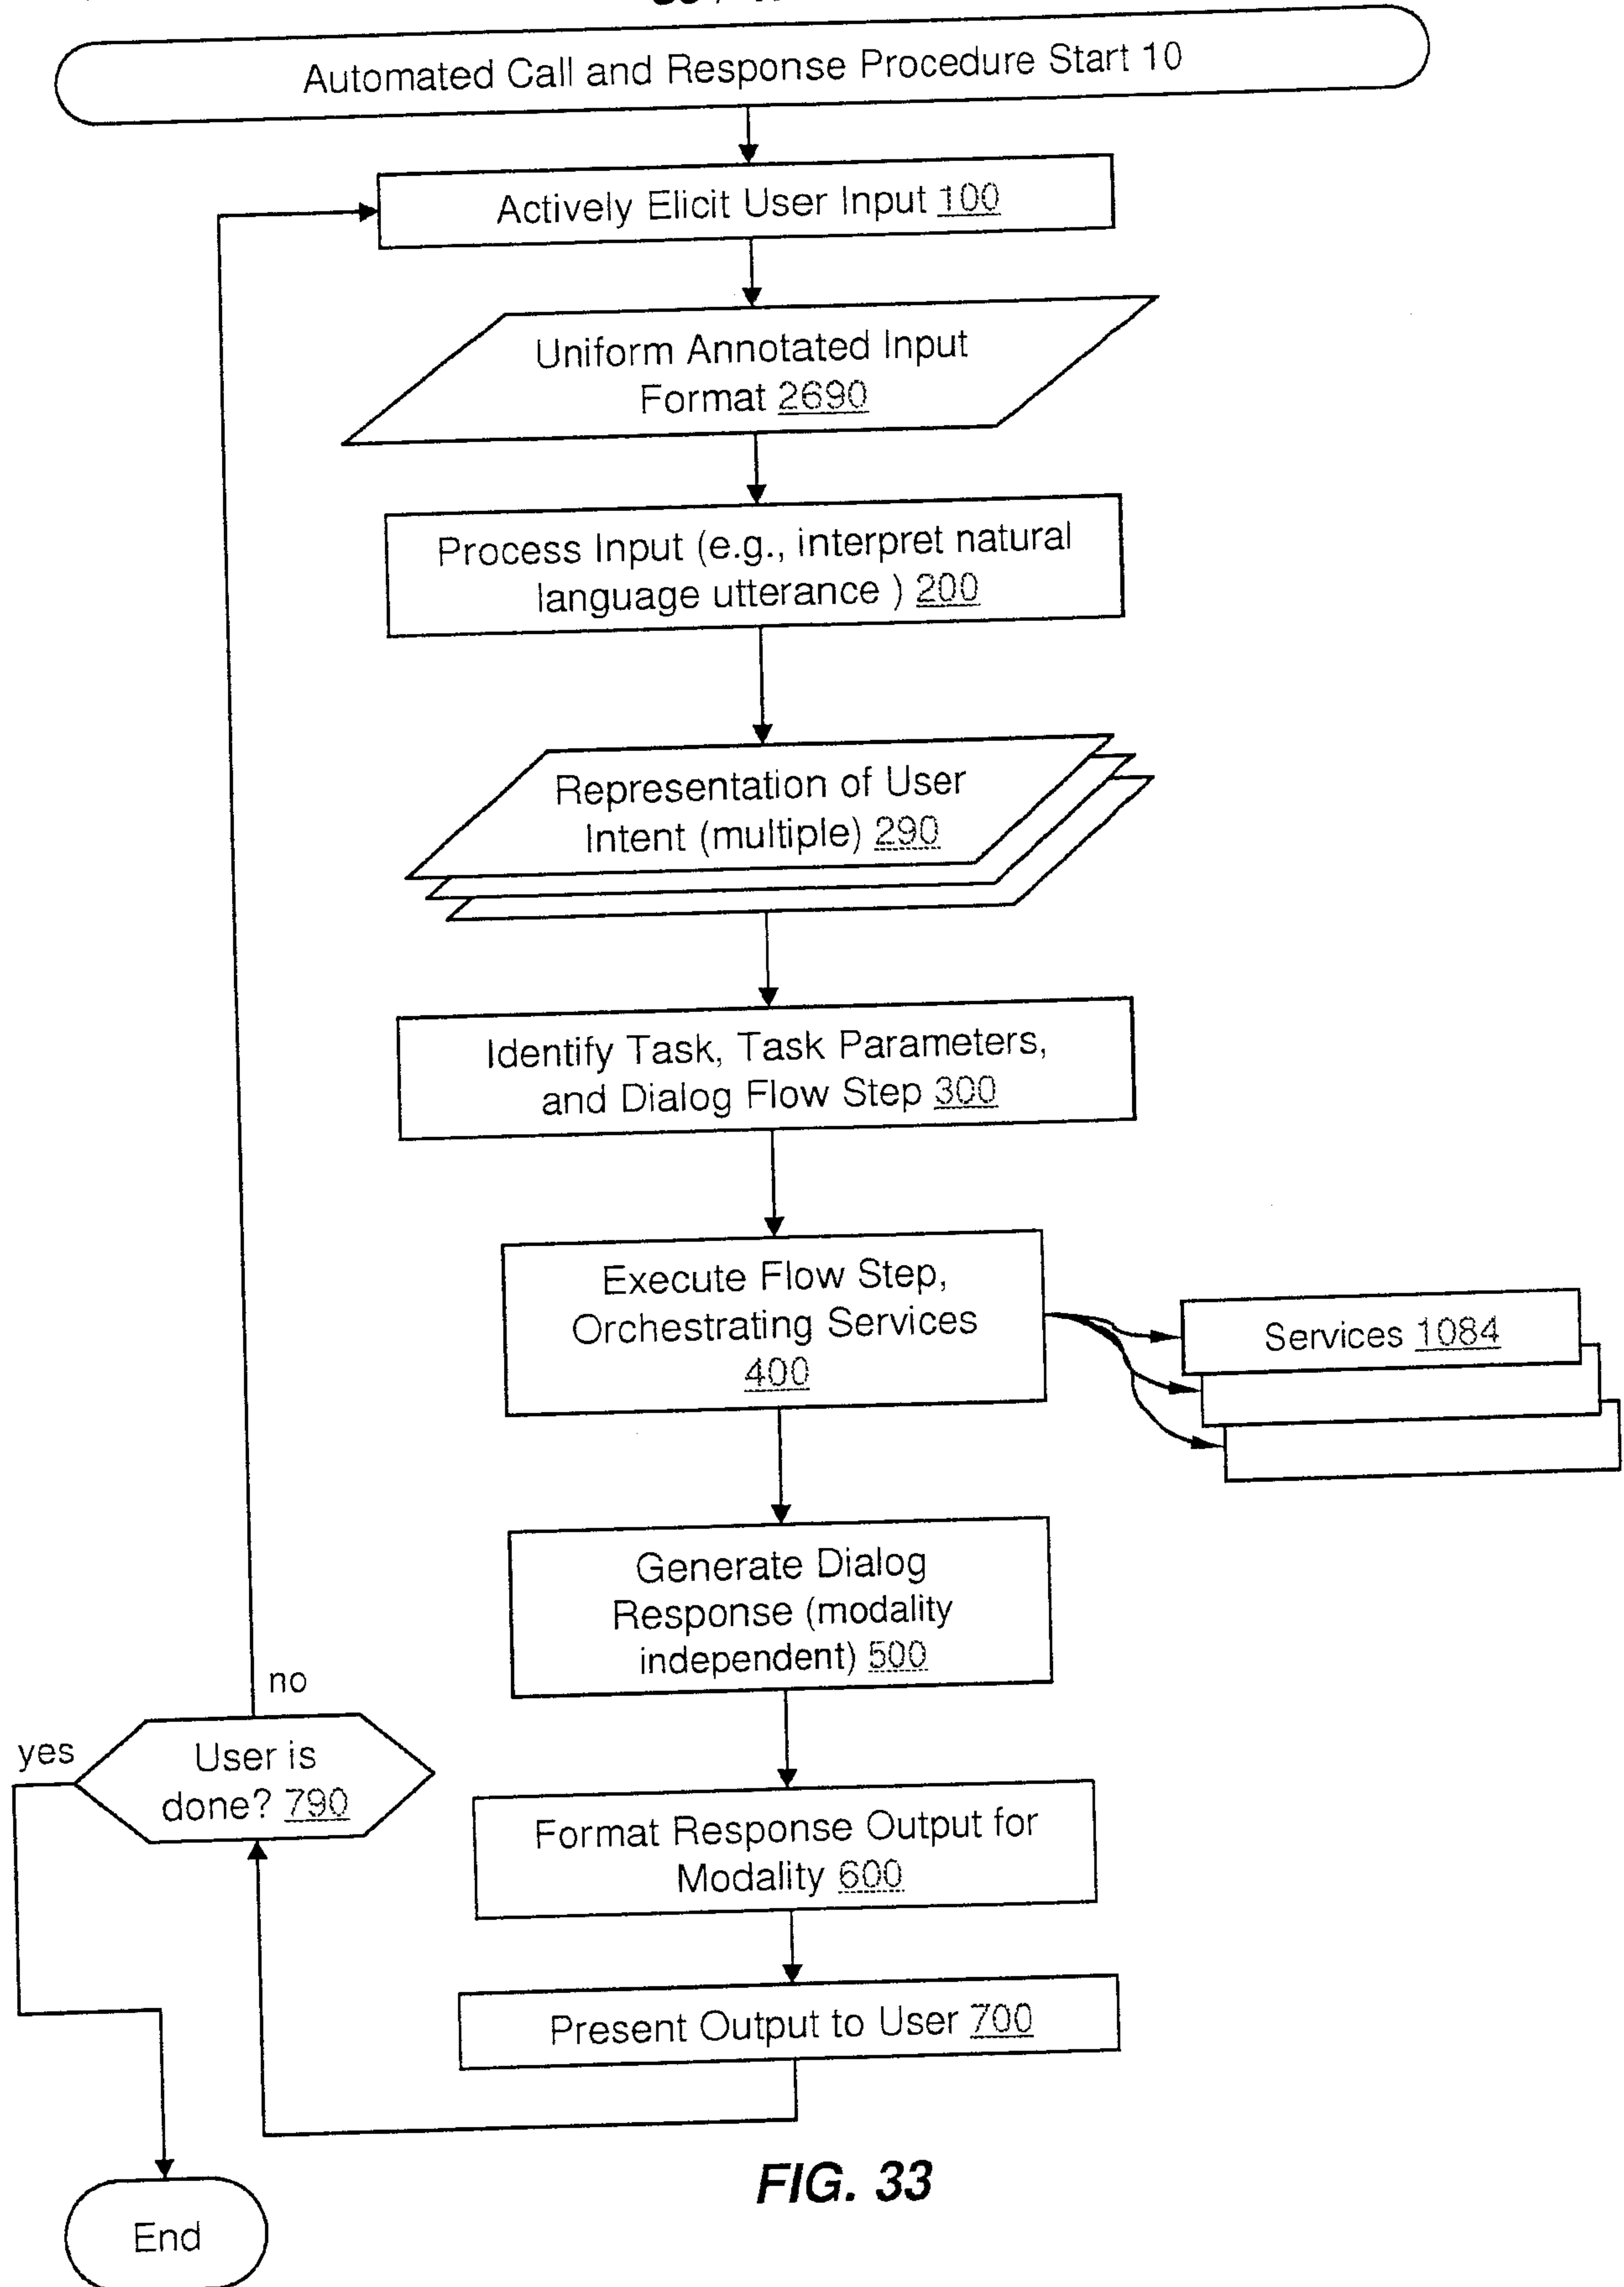 Automated Call and Response Procedure Start 10
Actively Elicit User Input 100
Uniform Annotated Input
Format 2690
Process Input (e.g., interpret natural
language utterance ) 200
Representation of User
Intent (multiple) 290
Identify Task, Task Parameters,
and Dialog Flow Step 300
Execute Flow Step,
Orchestrating Services
400
Services 1084
Generate Dialog
Response (modality
independent) 500
no
yes
User is
done? 790
Format Response Output for
Modality 600
Present Output to User 700
FIG. 33
End